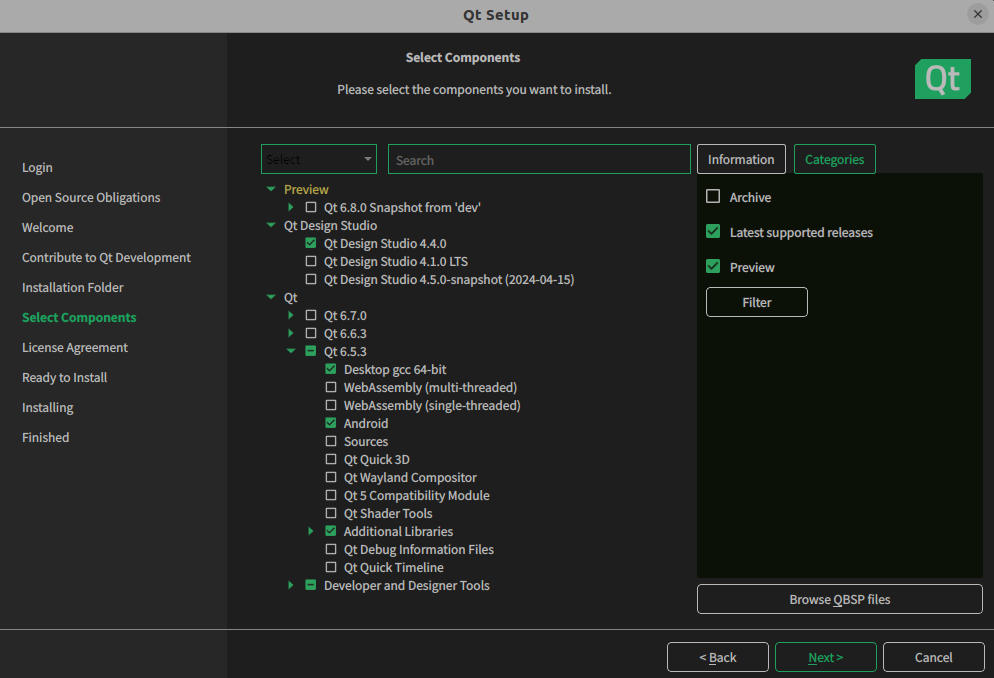 Qt Setup
Select Components
Please select the components you want to install.
Qt
Login
Open Source Obligations
Welcome
Contribute to Qt Development
Installation Folder
Select Components
License Agreement
Ready to Install
Installing
Finished
Select
Search
Preview
Qt 6.8.0 Snapshot from 'dev'
Qt Design Studio
Qt Design Studio 4.4.0
Qt Design Studio 4.1.0 LTS
Qt Design Studio 4.5.0-snapshot (2024-04-15)
Qt
Qt 6.7.0
Qt 6.6.3
Qt 6.5.3
Desktop gcc 64-bit
WebAssembly (multi-threaded)
WebAssembly (single-threaded)
Android
Sources
Qt Quick 3D
Qt Wayland Compositor
Qt 5 Compatibility Module
Qt Shader Tools
Additional Libraries
Qt Debug Information Files
Qt Quick Timeline
Developer and Designer Tools
Information
Categories
Archive
Latest supported releases
Preview
Filter
Browse QBSP files
< Back
Next >
Cancel